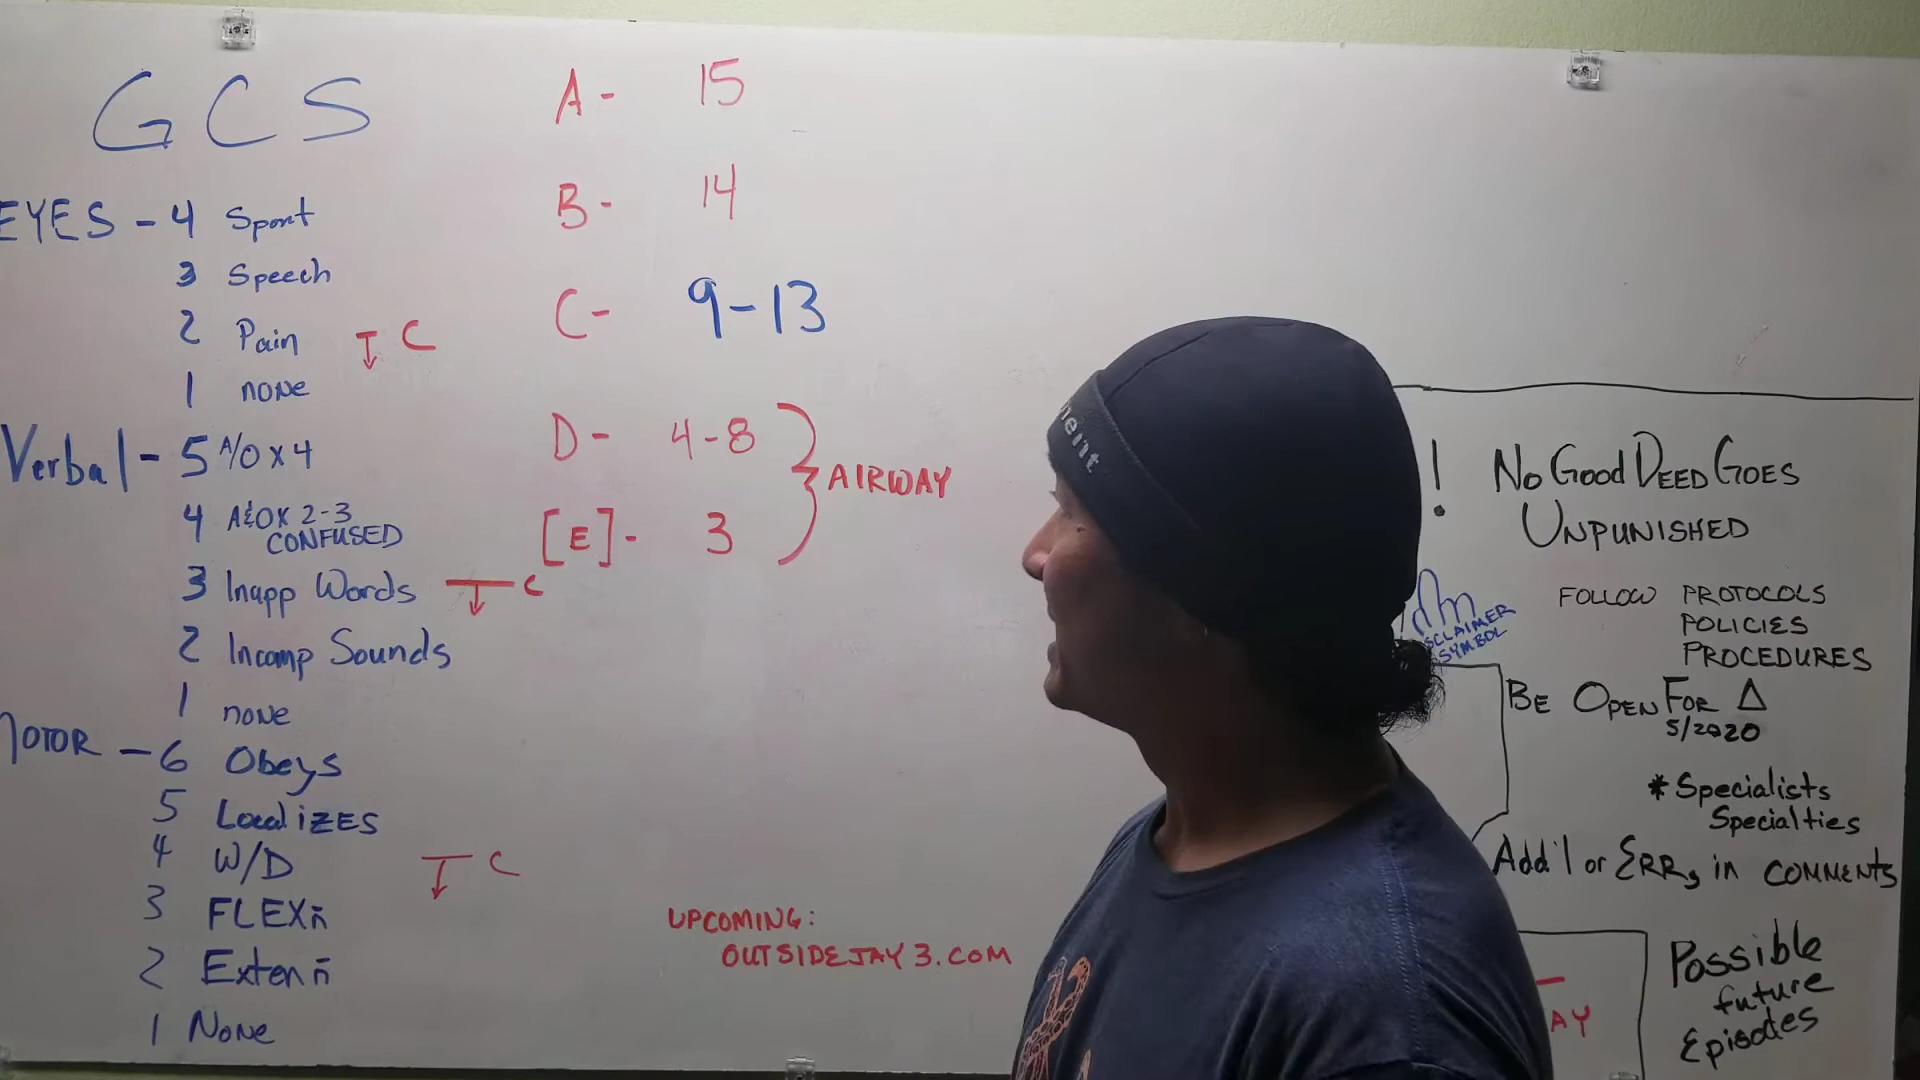 GCS
EYES - 4 Spont
3 Speech
2 Pain C
1 none
Verbal - 5 A/O x 4
4 A&OX 2-3
CONFUSED
3 Inapp Words C
2 Incomp Sounds
1 none
MOTOR - 6 Obeys
5 LocaliZES
4 W/D C
3 FLEXn̄
2 Extenn̄
1 NoNe
A - 15
B - 14
C - 9-13
D - 4-8
[E] - 3
AIRWAY
UPCOMING:
OUTSIDEJAY3.COM
ment
! No Good DEED GOES
UNPUNISHED
FOLLOW PROTOCOLS
POLICIES
PROCEDURES
SCLAIMER
SYMBOL
BE OPEN FOR Δ
5/2020
* Specialists
Specialties
Add'l or ERRs in COMMENTS
AY
Possible
future
Episodes